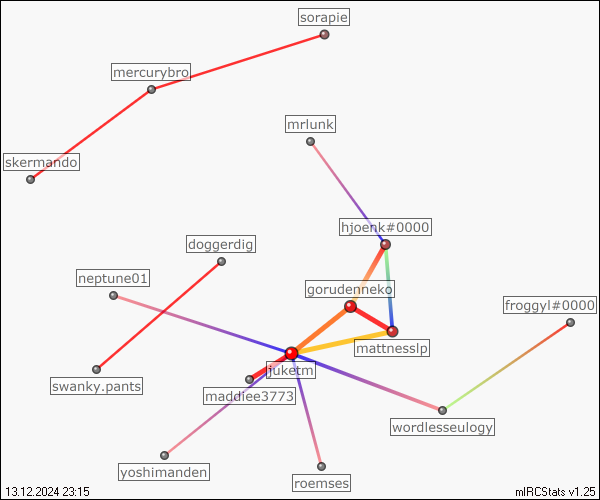 sorapie
mercurybro
mrlunk
skermando
hjoenk#0000
doggerdig
neptune01
gorudenneko
froggyl#0000
mattnesslp
juketm
swanky.pants
maddiee3773
wordlesseulogy
yoshimanden
roemses
13.12.2024 23:15
mIRCStats v1.25